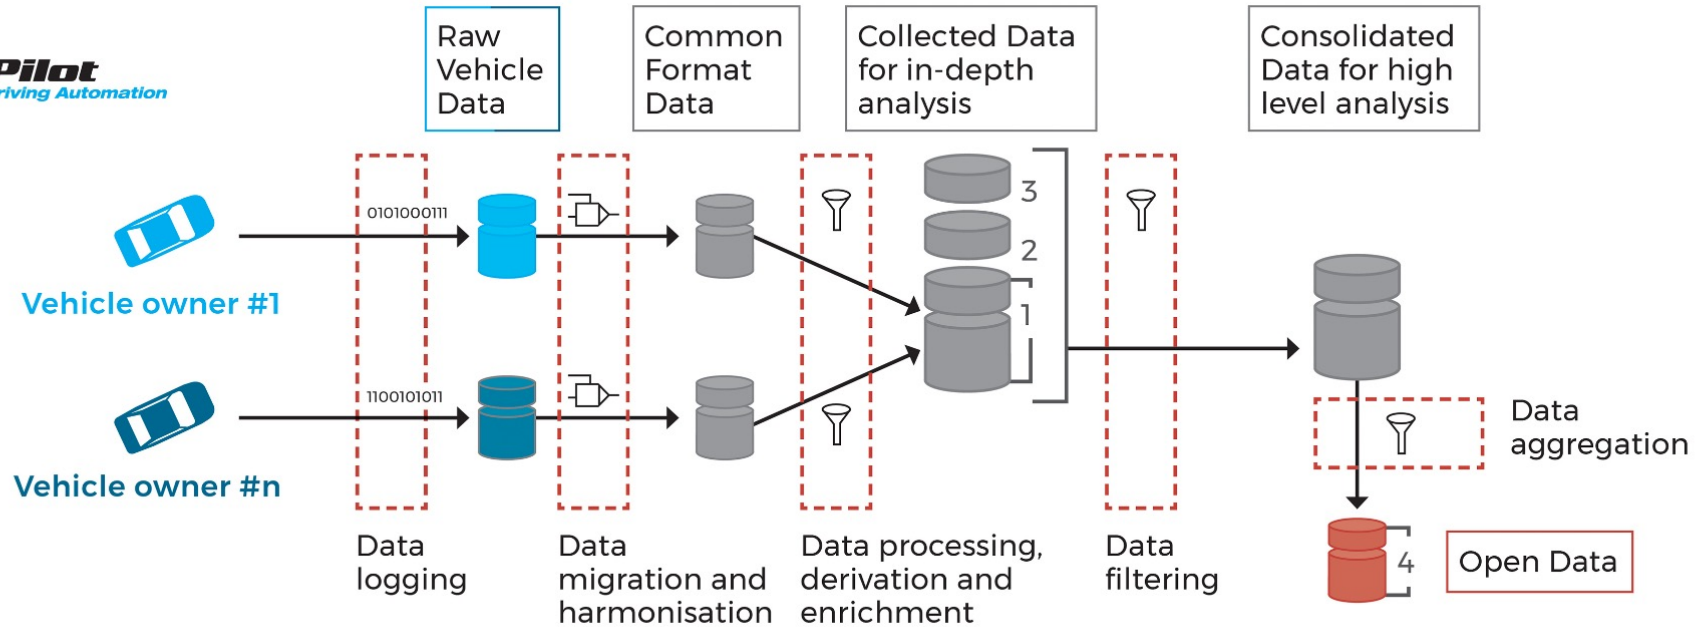 Pilot
Driving Automation
Raw
Vehicle
Data
Common
Format
Data
Collected Data
for in-depth
analysis
Consolidated
Data for high
level analysis
0101000111
Vehicle owner #1
1100101011
Vehicle owner #n
3
2
1
Data
logging
Data
migration and
harmonisation
Data processing,
derivation and
enrichment
Data
filtering
Data
aggregation
4
Open Data